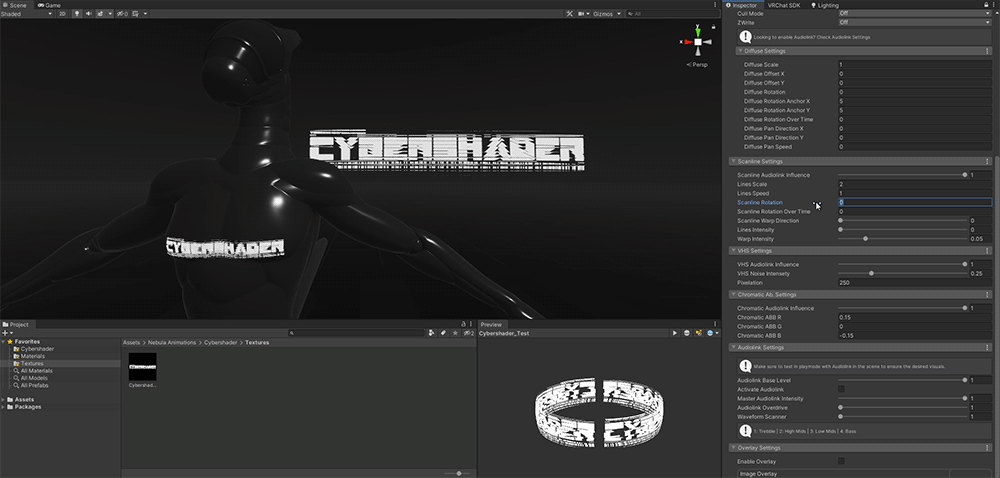 Scene
Game
Shaded
2D
Gizmos
All
y
x
Persp
CYBERSHADER
CYBERSHADER
Project
Favorites
Cybershader
Materials
Textures
All Materials
All Models
All Prefabs
Assets
Packages
Assets > Nebula Animations > Cybershader > Textures
Cybershad...
Preview
Cybershader_Test
Inspector
VRChat SDK
Lighting
Cull Mode Off
ZWrite Off
Looking to enable Audiolink? Check Audiolink Settings
Diffuse Settings
Diffuse Scale 1
Diffuse Offset X 0
Diffuse Offset Y 0
Diffuse Rotation 0
Diffuse Rotation Anchor X 5
Diffuse Rotation Anchor Y 5
Diffuse Rotation Over Time 0
Diffuse Pan Direction X 0
Diffuse Pan Direction Y 0
Diffuse Pan Speed 0
Scanline Settings
Scanline Audiolink Influence 1
Lines Scale 2
Lines Speed 1
Scanline Rotation 0
Scanline Rotation Over Time 0
Scanline Warp Direction 0
Lines Intensity 0
Warp Intensity 0.05
VHS Settings
VHS Audiolink Influence 1
VHS Noise Intensety 0.25
Pixelation 250
Chromatic Ab. Settings
Chromatic Audiolink Influence 1
Chromatic ABB R 0.15
Chromatic ABB G 0
Chromatic ABB B -0.15
Audiolink Settings
Make sure to test in playmode with Audiolink in the scene to ensure the desired visuals.
Audiolink Base Level 1
Activate Audiolink
Master Audiolink Intensity 1
Audiolink Overdrive 0
Waveform Scanner 0
1: Trebble | 2: High Mids | 3: Low Mids | 4: Bass
Overlay Settings
Enable Overlay
Image Overlay